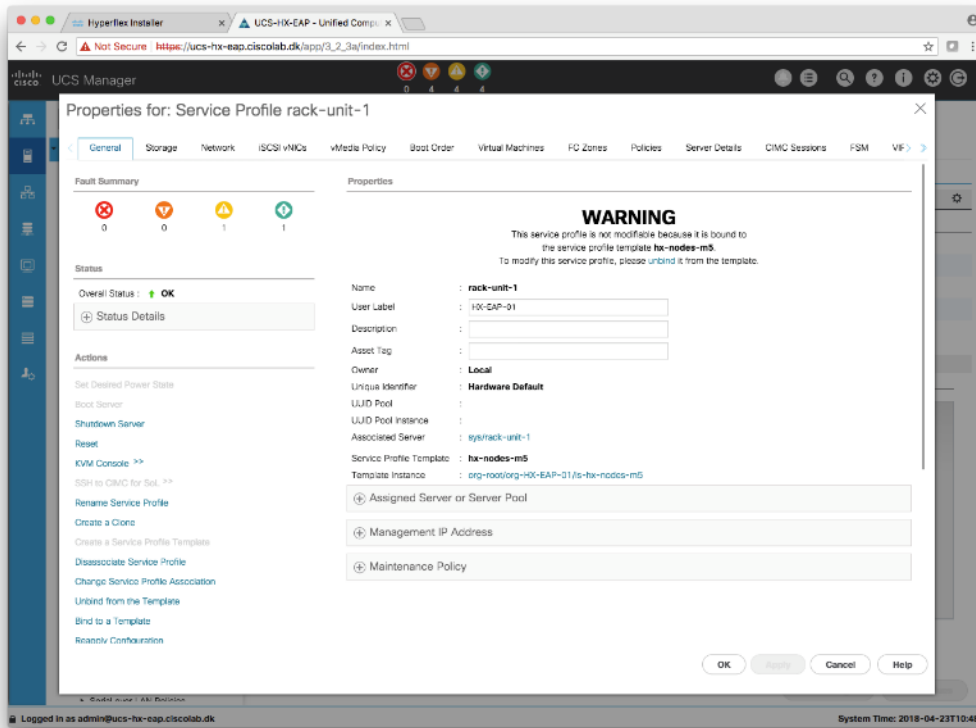 Hyperflex Installer
UCS-HX-EAP - Unified Compu
Not Secure https://ucs-hx-eap.ciscolab.dk/app/3_2_3a/index.html
cisco UCS Manager
0 4 4 4
Properties for: Service Profile rack-unit-1
General Storage Network iSCSI vNICs vMedia Policy Boot Order Virtual Machines FC Zones Policies Server Details CIMC Sessions FSM VIF
Fault Summary
0 0 1 1
Status
Overall Status : OK
Status Details
Actions
Set Desired Power State
Boot Server
Shutdown Server
Reset
KVM Console >>
SSH to CIMC for SoL >>
Rename Service Profile
Create a Clone
Create a Service Profile Template
Disassociate Service Profile
Change Service Profile Association
Unbind from the Template
Bind to a Template
Reapply Configuration
Properties
WARNING
This service profile is not modifiable because it is bound to
the service profile template hx-nodes-m5.
To modify this service profile, please unbind it from the template.
Name : rack-unit-1
User Label : HX-EAP-01
Description :
Asset Tag :
Owner : Local
Unique Identifier : Hardware Default
UUID Pool :
UUID Pool Instance :
Associated Server : sys/rack-unit-1
Service Profile Template : hx-nodes-m5
Template Instance : org-root/org-HX-EAP-01/ls-hx-nodes-m5
Assigned Server or Server Pool
Management IP Address
Maintenance Policy
OK Apply Cancel Help
Logged in as admin@ucs-hx-eap.ciscolab.dk
System Time: 2018-04-23T10:4